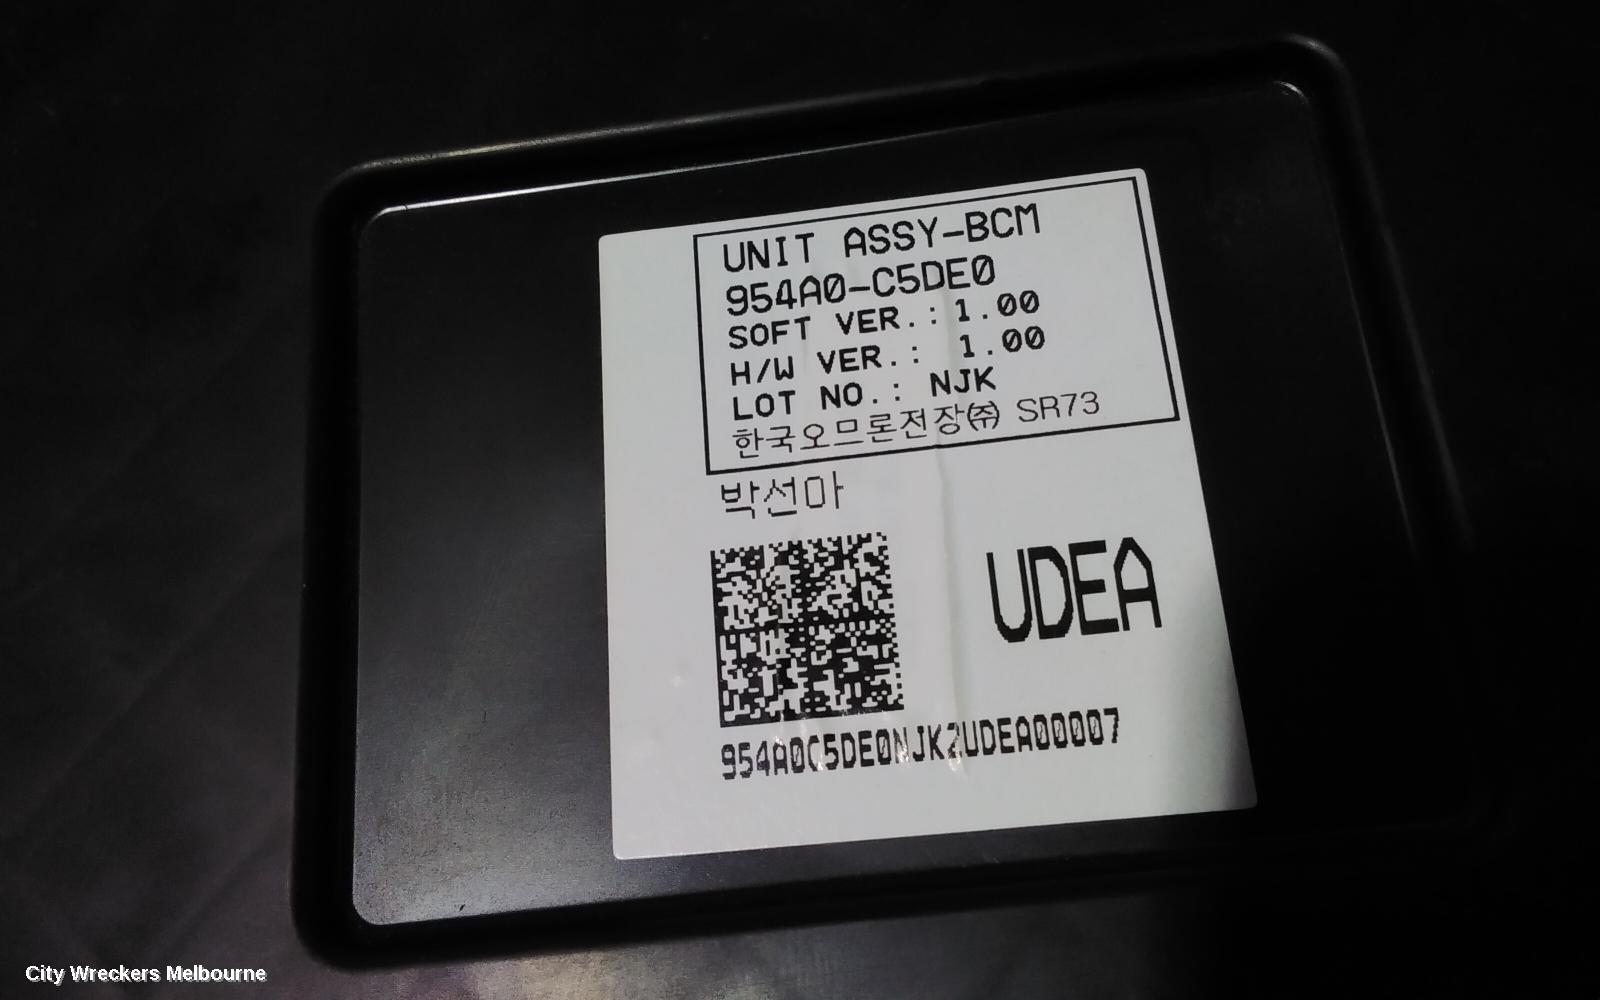 UNIT ASSY-BCM
954A0-C5DE0
SOFT VER.: 1.00
H/W VER.: 1.00
LOT NO.: NJK
한국오므론전장㈜ SR73
박선마
UDEA
954A0C5DE0NJK2UDEA00007
City Wreckers Melbourne